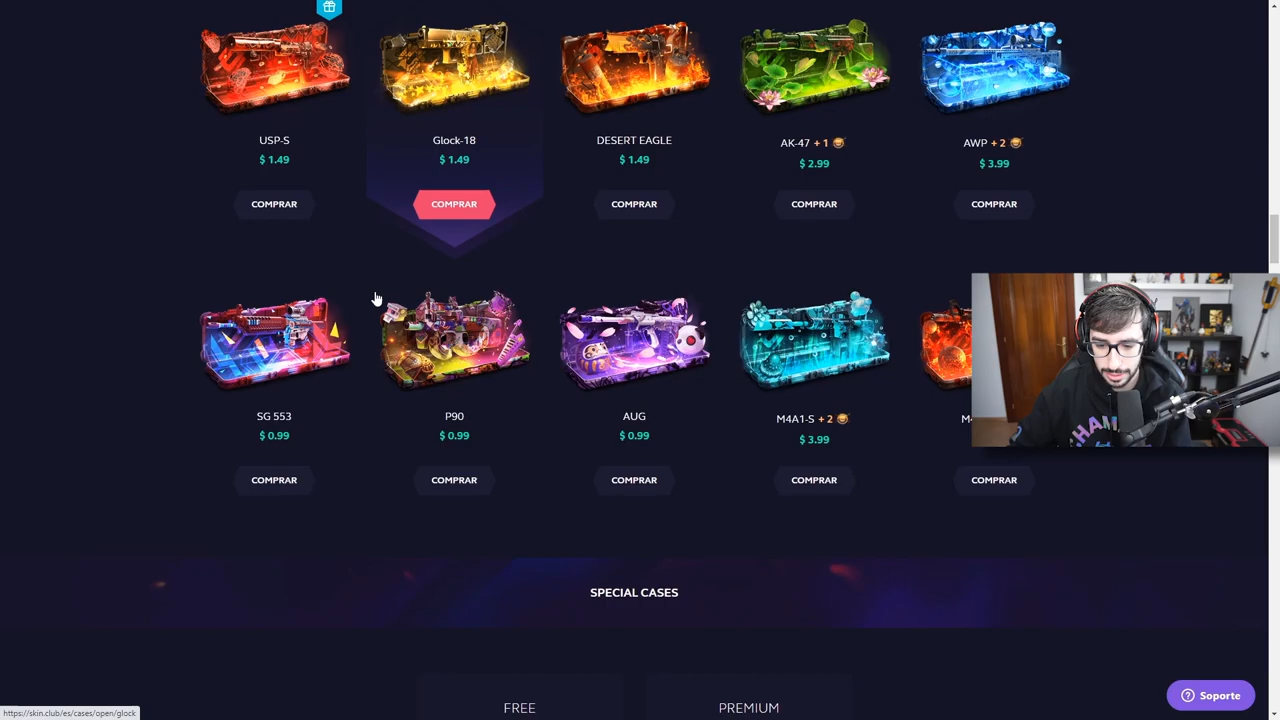 USP-S
$ 1.49
COMPRAR
Glock-18
$ 1.49
COMPRAR
DESERT EAGLE
$ 1.49
COMPRAR
AK-47 + 1
$ 2.99
COMPRAR
AWP + 2
$ 3.99
COMPRAR
SG 553
$ 0.99
COMPRAR
P90
$ 0.99
COMPRAR
AUG
$ 0.99
COMPRAR
M4A1-S + 2
$ 3.99
COMPRAR
COMPRAR
SPECIAL CASES
FREE
PREMIUM
Soporte
https://skin.club/es/cases/open/glock